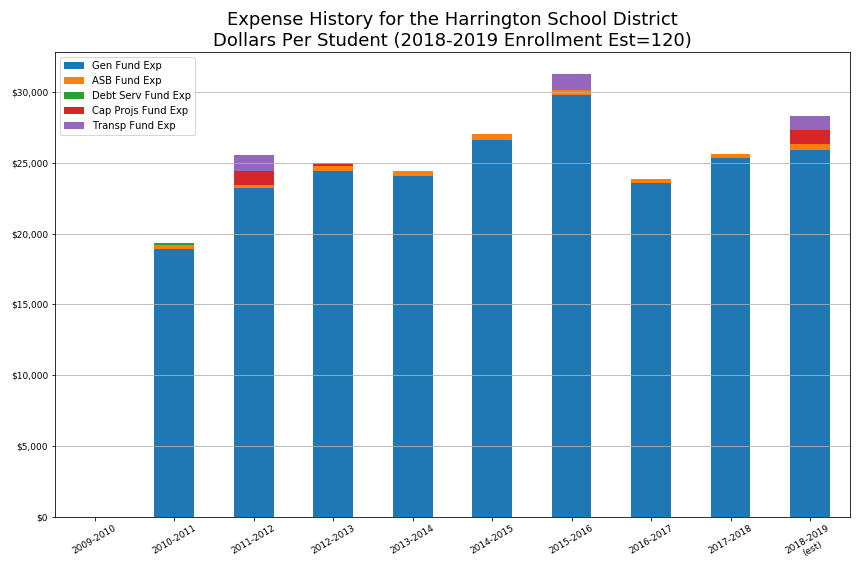 Expense History for the Harrington School District
Dollars Per Student (2018-2019 Enrollment Est=120)
Gen Fund Exp
ASB Fund Exp
Debt Serv Fund Exp
Cap Projs Fund Exp
Transp Fund Exp
$30,000
$25,000
$20,000
$15,000
$10,000
$5,000
$0
2009-2010
2010-2011
2011-2012
2012-2013
2013-2014
2014-2015
2015-2016
2016-2017
2017-2018
2018-2019
(est)